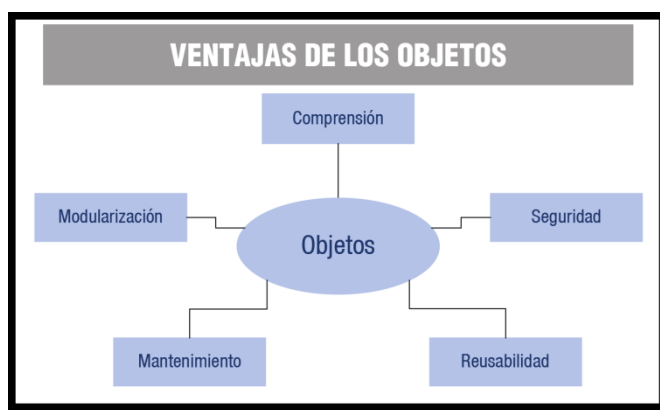 VENTAJAS DE LOS OBJETOS
Comprensión
Modularización
Seguridad
Objetos
Mantenimiento
Reusabilidad